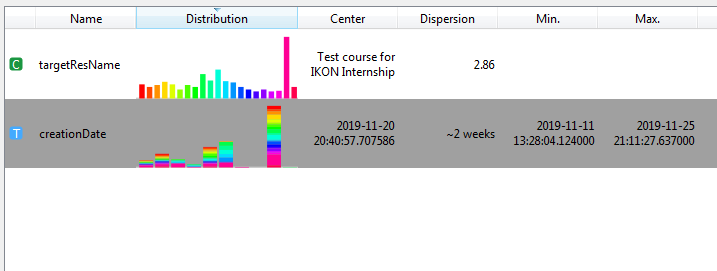 Name Distribution Center Dispersion Min. Max.
C targetResName Test course for IKON Internship 2.86
T creationDate 2019-11-20 20:40:57.707586 ~2 weeks 2019-11-11 13:28:04.124000 2019-11-25 21:11:27.637000